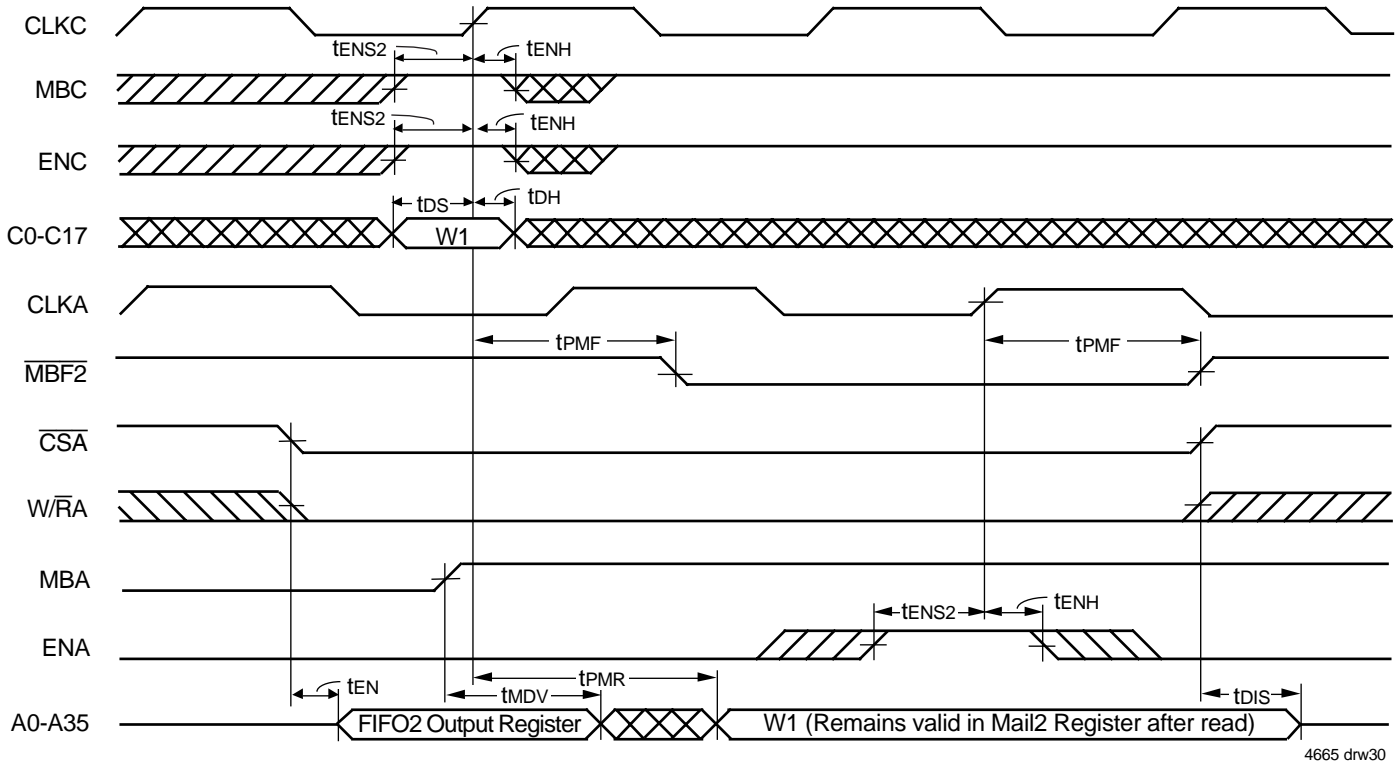 CLKC
tENS2 tENH
MBC
tENS2 tENH
ENC
tDS tDH
C0-C17 W1
CLKA
tPMF tPMF
MBF2
CSA
W/RA
MBA
tENS2 tENH
ENA
tEN tMDV tPMR tDIS
A0-A35 FIFO2 Output Register W1 (Remains valid in Mail2 Register after read)
4665 drw30